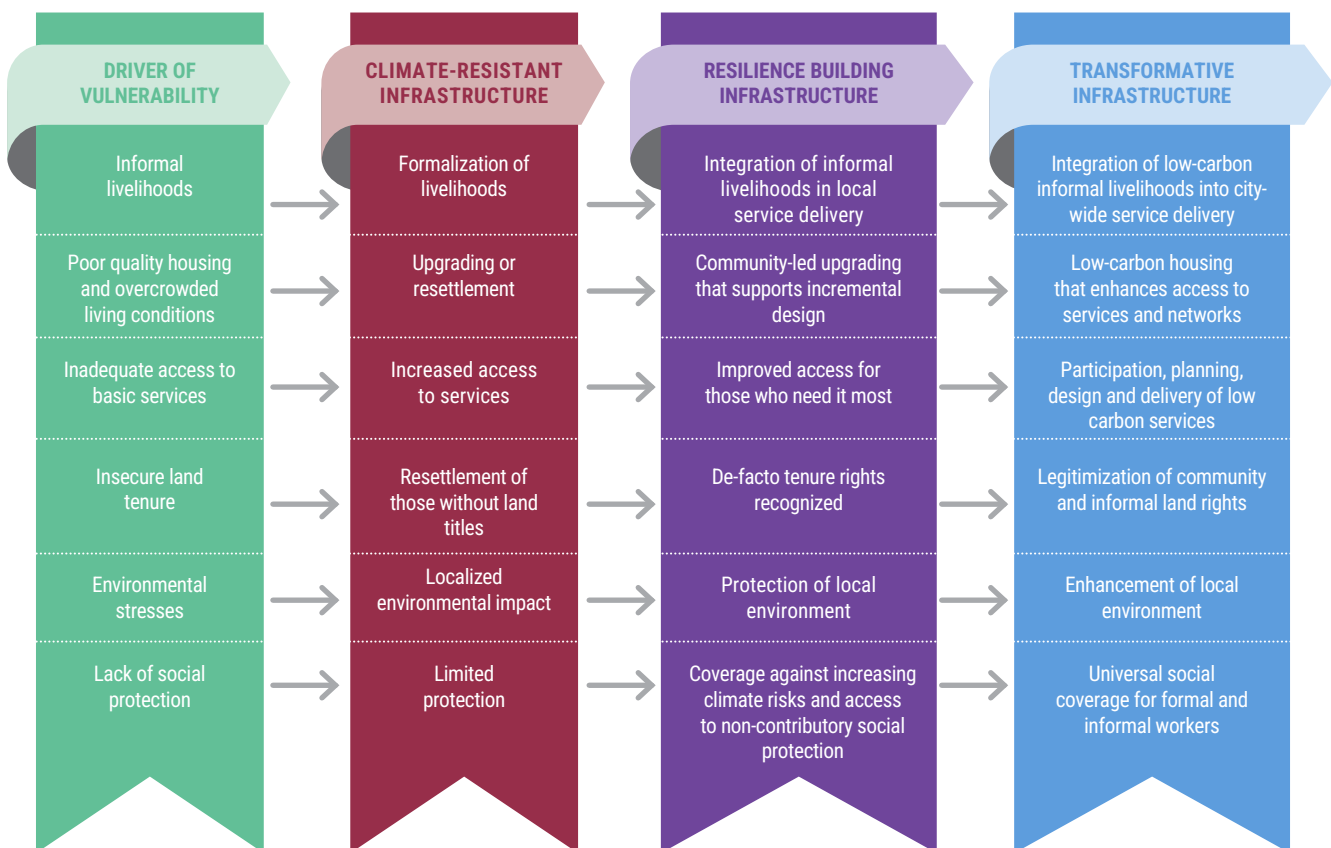 DRIVER OF
VULNERABILITY
CLIMATE-RESISTANT
INFRASTRUCTURE
RESILIENCE BUILDING
INFRASTRUCTURE
TRANSFORMATIVE
INFRASTRUCTURE
Informal
livelihoods
Formalization of
livelihoods
Integration of informal
livelihoods in local
service delivery
Integration of low-carbon
informal livelihoods into city-
wide service delivery
Poor quality housing
and overcrowded
living conditions
Upgrading or
resettlement
Community-led upgrading
that supports incremental
design
Low-carbon housing
that enhances access to
services and networks
Inadequate access to
basic services
Increased access
to services
Improved access for
those who need it most
Participation, planning,
design and delivery of low
carbon services
Insecure land
tenure
Resettlement of
those without land
titles
De-facto tenure rights
recognized
Legitimization of community
and informal land rights
Environmental
stresses
Localized
environmental impact
Protection of local
environment
Enhancement of local
environment
Lack of social
protection
Limited
protection
Coverage against increasing
climate risks and access
to non-contributory social
protection
Universal social
coverage for formal and
informal workers